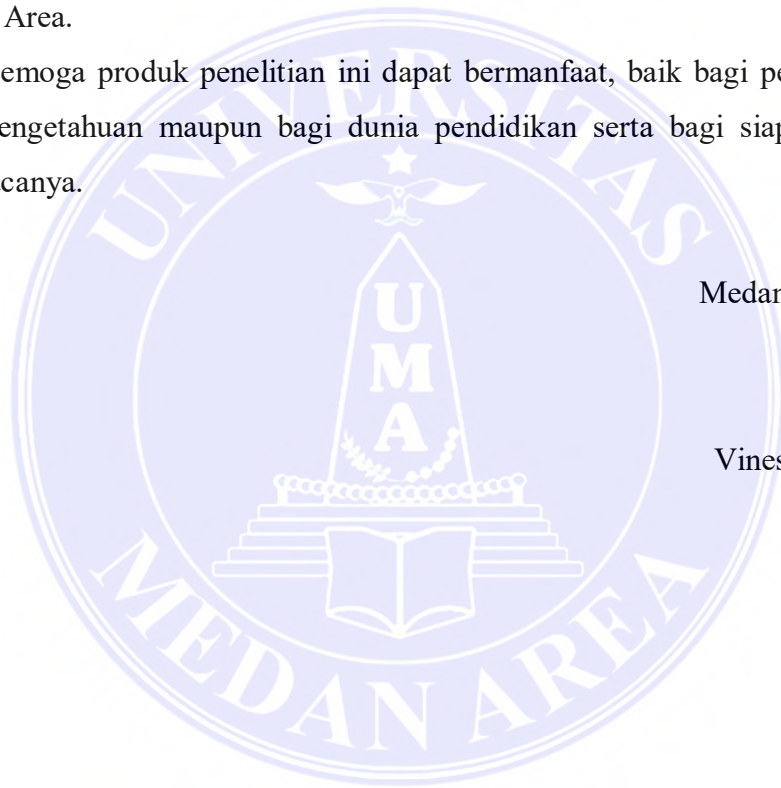 Area.
emoga produk penelitian ini dapat bermanfaat, baik bagi pe
engetahuan maupun bagi dunia pendidikan serta bagi siap
acanya.
UNIVERSITAS
UMA
Medan
Vines
MEDAN AREA